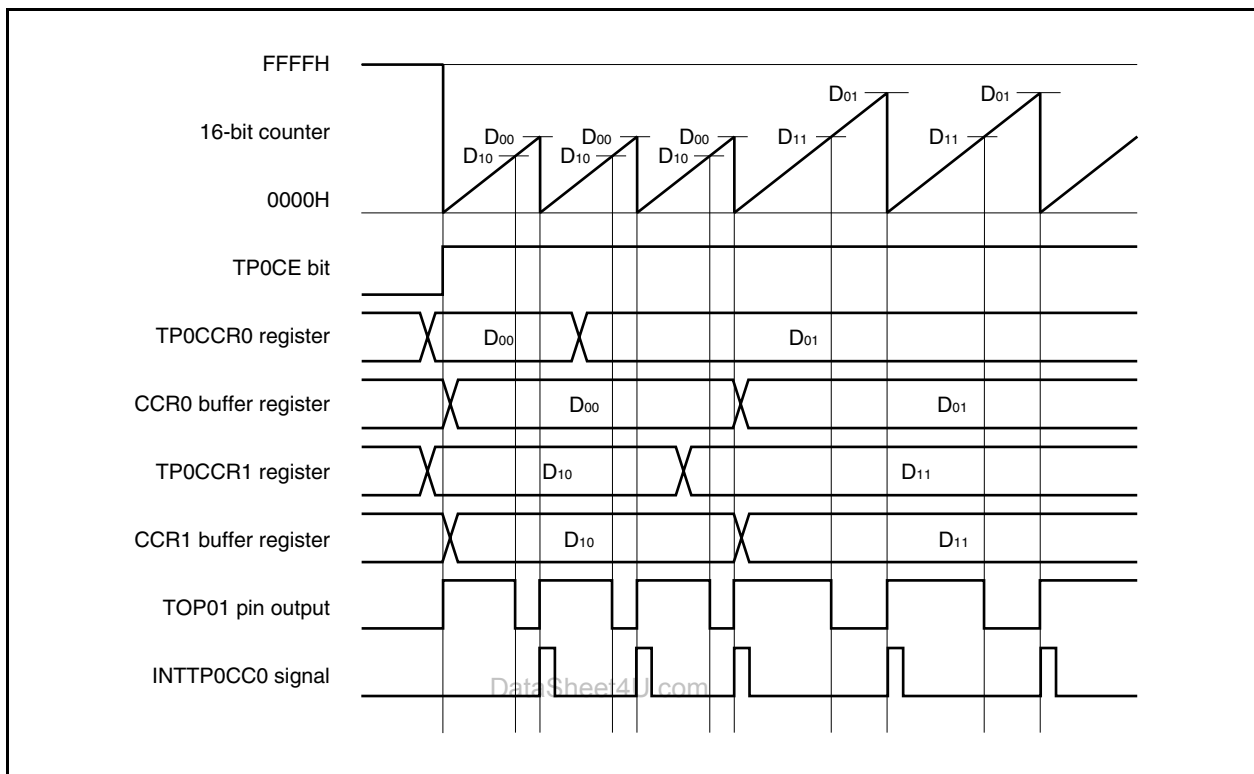 FFFFH
D01 D01
16-bit counter D00 D00 D00 D11 D11
D10 D10 D10
0000H
TP0CE bit
TP0CCR0 register D00 D01
CCR0 buffer register D00 D01
TP0CCR1 register D10 D11
CCR1 buffer register D10 D11
TOP01 pin output
INTTP0CC0 signal
DataSheet4U.com